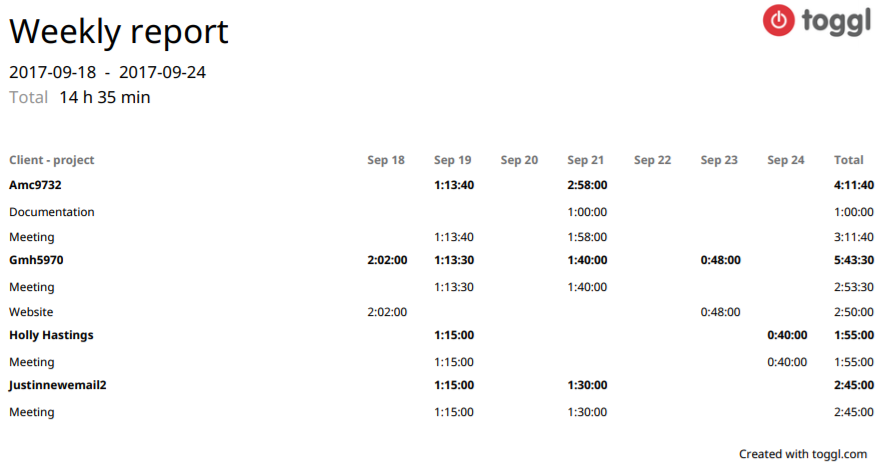 Weekly report
toggl
2017-09-18 - 2017-09-24
Total 14 h 35 min
Client - project Sep 18 Sep 19 Sep 20 Sep 21 Sep 22 Sep 23 Sep 24 Total
Amc9732 1:13:40 2:58:00 4:11:40
Documentation 1:00:00 1:00:00
Meeting 1:13:40 1:58:00 3:11:40
Gmh5970 2:02:00 1:13:30 1:40:00 0:48:00 5:43:30
Meeting 1:13:30 1:40:00 2:53:30
Website 2:02:00 0:48:00 2:50:00
Holly Hastings 1:15:00 0:40:00 1:55:00
Meeting 1:15:00 0:40:00 1:55:00
Justinnewemail2 1:15:00 1:30:00 2:45:00
Meeting 1:15:00 1:30:00 2:45:00
Created with toggl.com